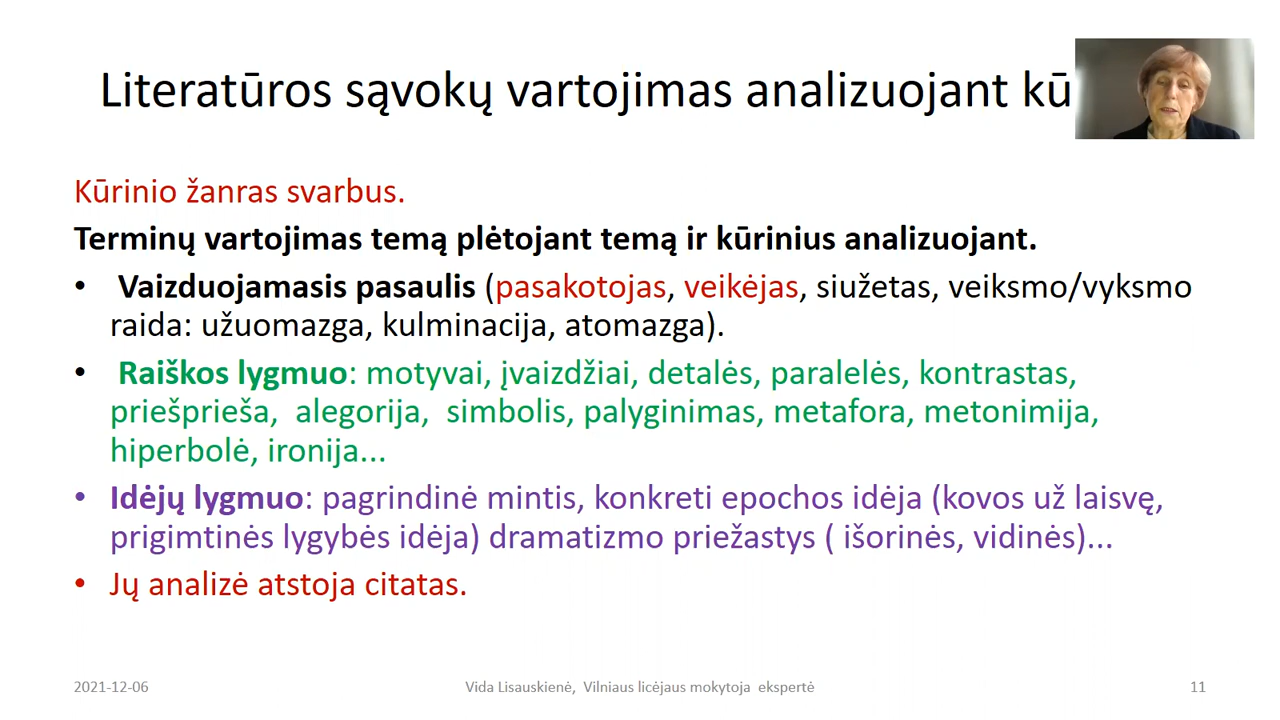 Literatūros sąvokų vartojimas analizuojant kū
Kūrinio žanras svarbus.
Terminų vartojimas temą plėtojant temą ir kūrinius analizuojant.
• Vaizduojamasis pasaulis (pasakotojas, veikėjas, siužetas, veiksmo/vyksmo
raida: užuomazga, kulminacija, atomazga).
• Raiškos lygmuo: motyvai, įvaizdžiai, detalės, paralelės, kontrastas,
priešprieša, alegorija, simbolis, palyginimas, metafora, metonimija,
hiperbolė, ironija...
• Idėjų lygmuo: pagrindinė mintis, konkreti epochos idėja (kovos už laisvę,
prigimtinės lygybės idėja) dramatizmo priežastys ( išorinės, vidinės)...
• Jų analizė atstoja citatas.
2021-12-06
Vida Lisauskienė, Vilniaus licėjaus mokytoja ekspertė
11